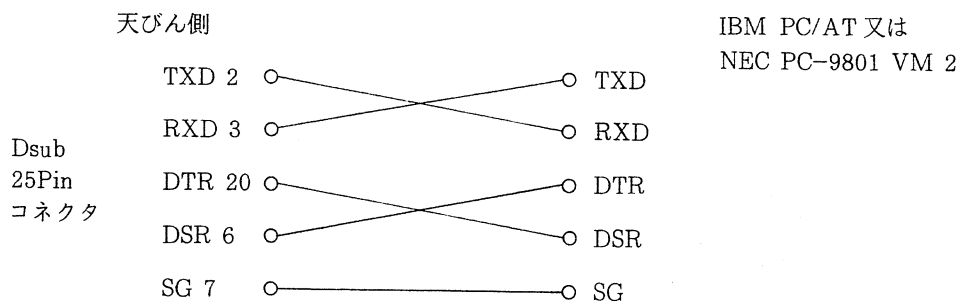 天びん側
IBM PC/AT 又は
NEC PC-9801 VM 2
TXD 2
TXD
RXD 3
RXD
Dsub
25Pin
コネクタ
DTR 20
DTR
DSR 6
DSR
SG 7
SG